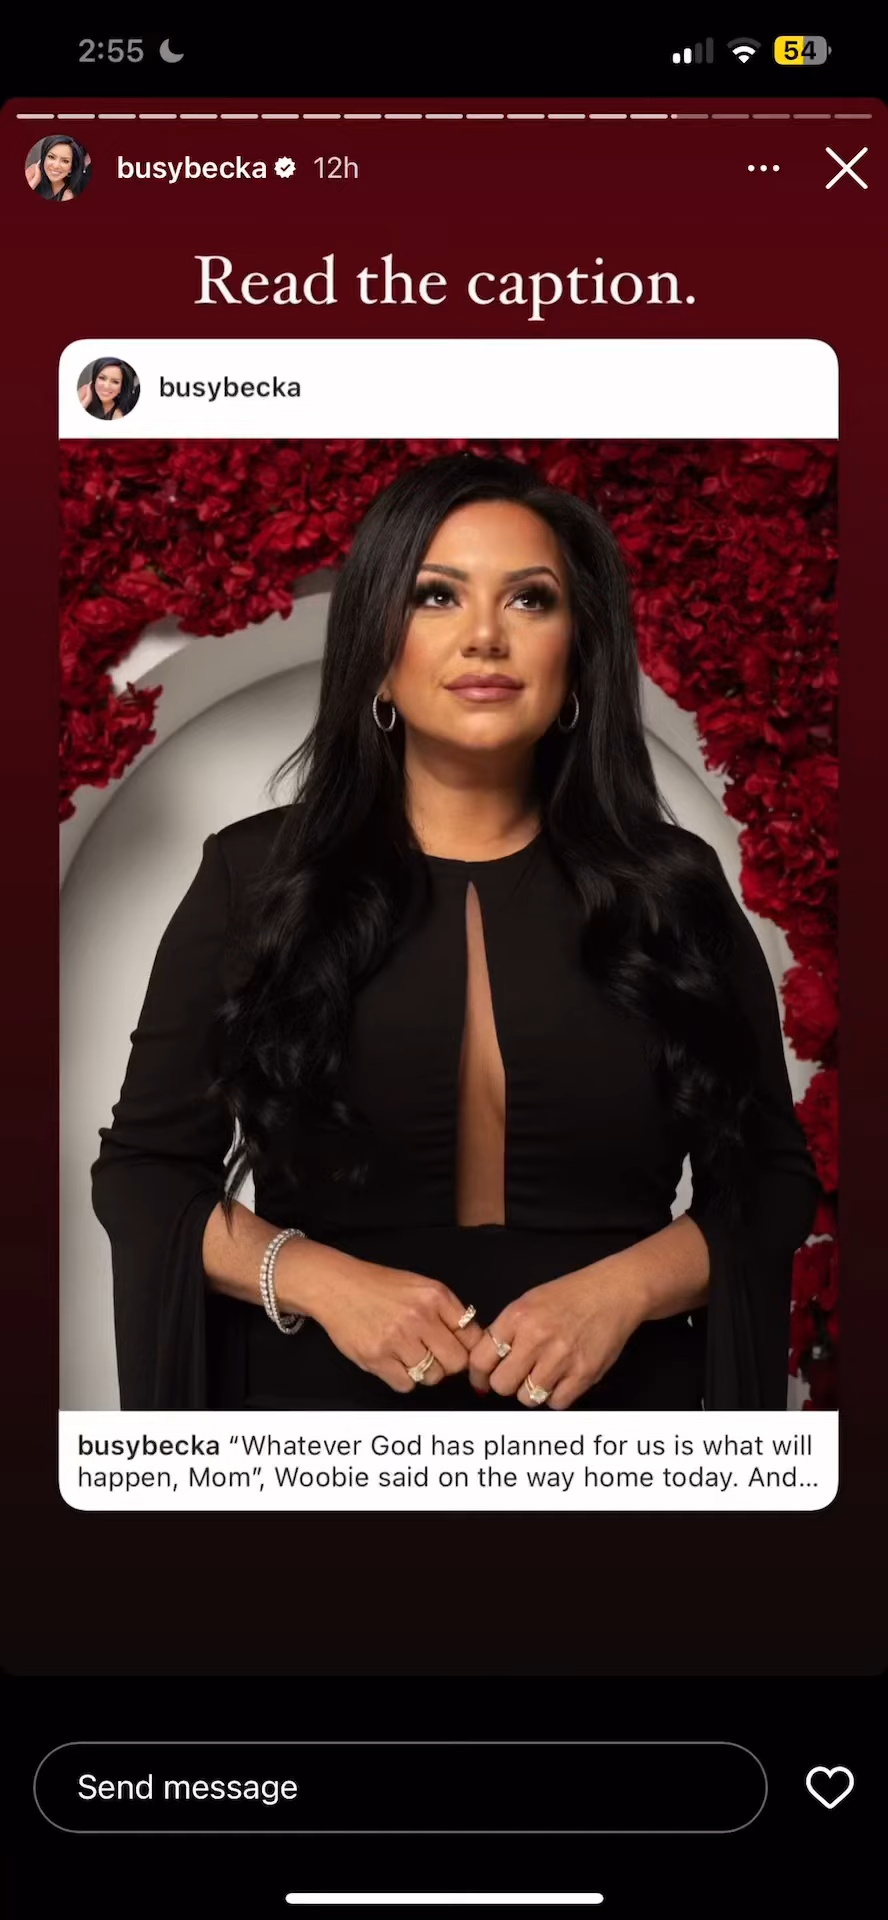 2:55
54
busybecka 12h
Read the caption.
busybecka
busybecka “Whatever God has planned for us is what will
happen, Mom”, Woobie said on the way home today. And...
Send message